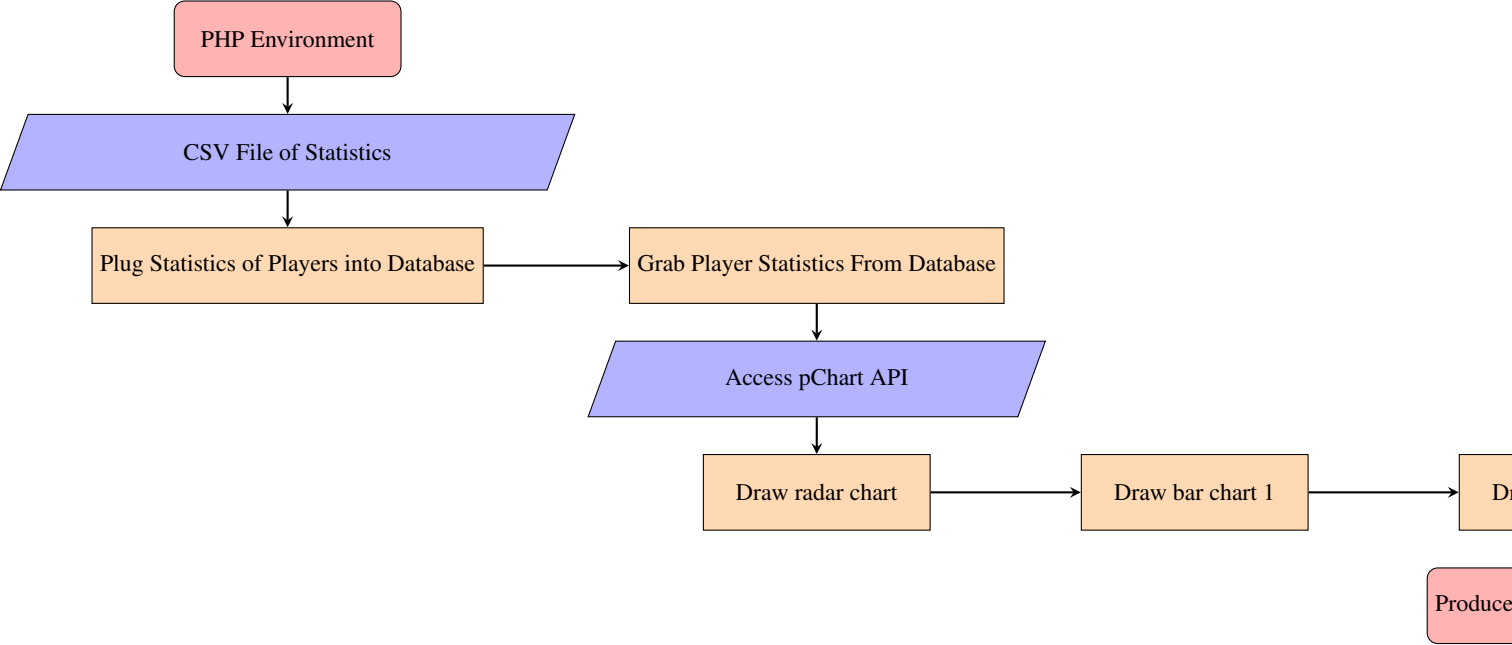 PHP Environment
CSV File of Statistics
Plug Statistics of Players into Database
Grab Player Statistics From Database
Access pChart API
Draw radar chart
Draw bar chart 1
Produce